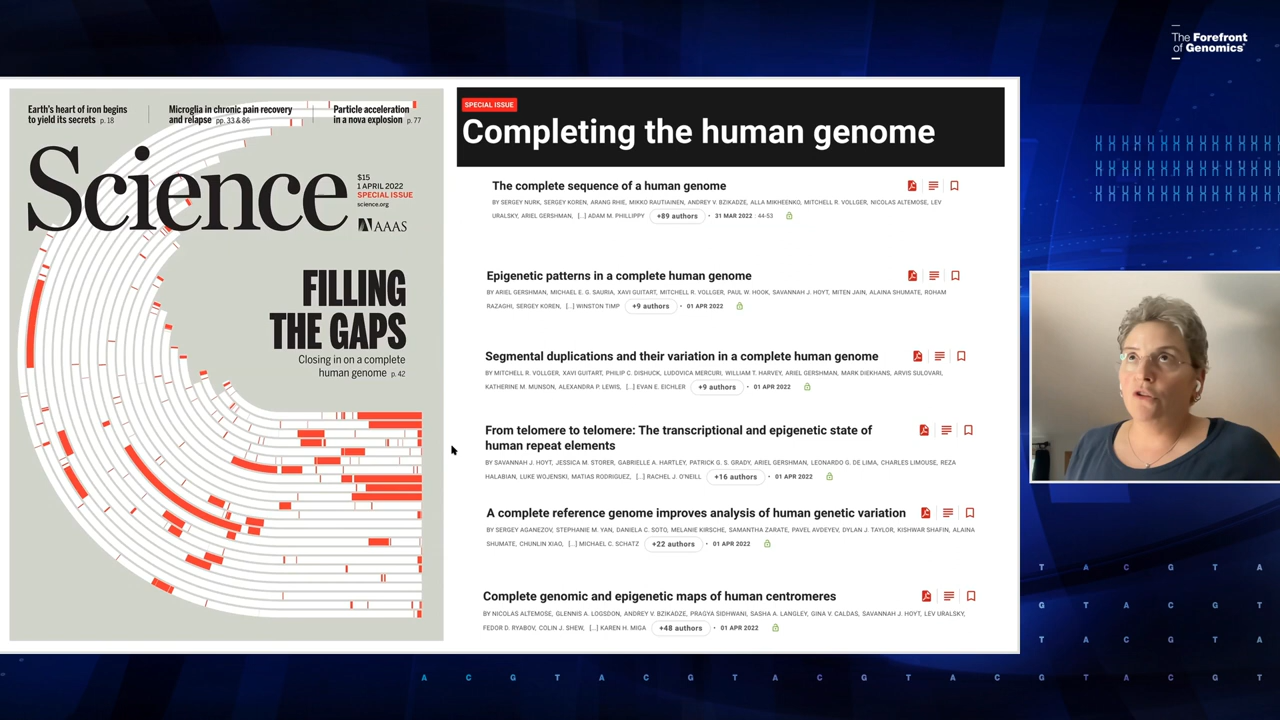 The Forefront
of Genomics®
Earth's heart of iron begins
to yield its secrets p. 18
Microglia in chronic pain recovery
and relapse pp. 33 & 86
Particle acceleration
in a nova explosion p. 77
Science
$15
1 APRIL 2022
SPECIAL ISSUE
science.org
AAAS
FILLING
THE GAPS
Closing in on a complete
human genome p. 42
SPECIAL ISSUE
Completing the human genome
The complete sequence of a human genome
BY SERGEY NURK, SERGEY KOREN, ARANG RHIE, MIKKO RAUTIAINEN, ANDREY V. BZIKADZE, ALLA MIKHEENKO, MITCHELL R. VOLLGER, NICOLAS ALTEMOSE, LEV
URALSKY, ARIEL GERSHMAN, [...] ADAM M. PHILLIPPY +89 authors • 31 MAR 2022 : 44-53
Epigenetic patterns in a complete human genome
BY ARIEL GERSHMAN, MICHAEL E. G. SAURIA, XAVI GUITART, MITCHELL R. VOLLGER, PAUL W. HOOK, SAVANNAH J. HOYT, MITEN JAIN, ALAINA SHUMATE, ROHAM
RAZAGHI, SERGEY KOREN, [...] WINSTON TIMP +9 authors • 01 APR 2022
Segmental duplications and their variation in a complete human genome
BY MITCHELL R. VOLLGER, XAVI GUITART, PHILIP C. DISHUCK, LUDOVICA MERCURI, WILLIAM T. HARVEY, ARIEL GERSHMAN, MARK DIEKHANS, ARVIS SULOVARI,
KATHERINE M. MUNSON, ALEXANDRA P. LEWIS, [...] EVAN E. EICHLER +9 authors • 01 APR 2022
From telomere to telomere: The transcriptional and epigenetic state of
human repeat elements
BY SAVANNAH J. HOYT, JESSICA M. STORER, GABRIELLE A. HARTLEY, PATRICK G. S. GRADY, ARIEL GERSHMAN, LEONARDO G. DE LIMA, CHARLES LIMOUSE, REZA
HALABIAN, LUKE WOJENSKI, MATIAS RODRIGUEZ, [...] RACHEL J. O'NEILL +16 authors • 01 APR 2022
A complete reference genome improves analysis of human genetic variation
BY SERGEY AGANEZOV, STEPHANIE M. YAN, DANIELA C. SOTO, MELANIE KIRSCHE, SAMANTHA ZARATE, PAVEL AVDEYEV, DYLAN J. TAYLOR, KISHWAR SHAFIN, ALAINA
SHUMATE, CHUNLIN XIAO, [...] MICHAEL C. SCHATZ +22 authors • 01 APR 2022
Complete genomic and epigenetic maps of human centromeres
BY NICOLAS ALTEMOSE, GLENNIS A. LOGSDON, ANDREY V. BZIKADZE, PRAGYA SIDHWANI, SASHA A. LANGLEY, GINA V. CALDAS, SAVANNAH J. HOYT, LEV URALSKY,
FEDOR D. RYABOV, COLIN J. SHEW, [...] KAREN H. MIGA +48 authors • 01 APR 2022
T A C G T A
G T A C G T
A C G T A
A C G T A C G T A C G T A C G T A C G T